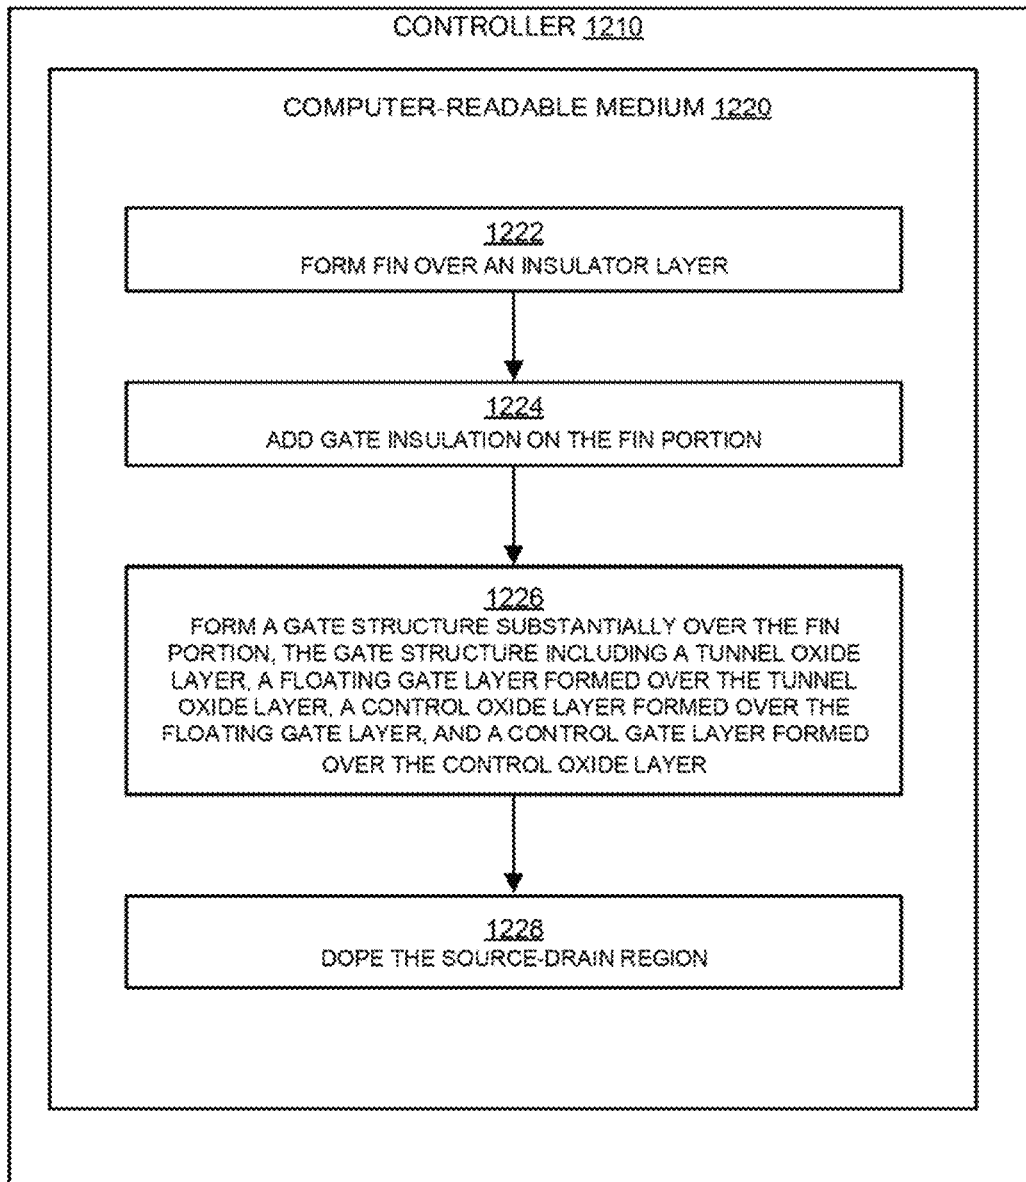 CONTROLLER 1210
COMPUTER-READABLE MEDIUM 1220
1222
FORM FIN OVER AN INSULATOR LAYER
1224
ADD GATE INSULATION ON THE FIN PORTION
1226
FORM A GATE STRUCTURE SUBSTANTIALLY OVER THE FIN
PORTION, THE GATE STRUCTURE INCLUDING A TUNNEL OXIDE
LAYER, A FLOATING GATE LAYER FORMED OVER THE TUNNEL
OXIDE LAYER, A CONTROL OXIDE LAYER FORMED OVER THE
FLOATING GATE LAYER, AND A CONTROL GATE LAYER FORMED
OVER THE CONTROL OXIDE LAYER
1228
DOPE THE SOURCE-DRAIN REGION